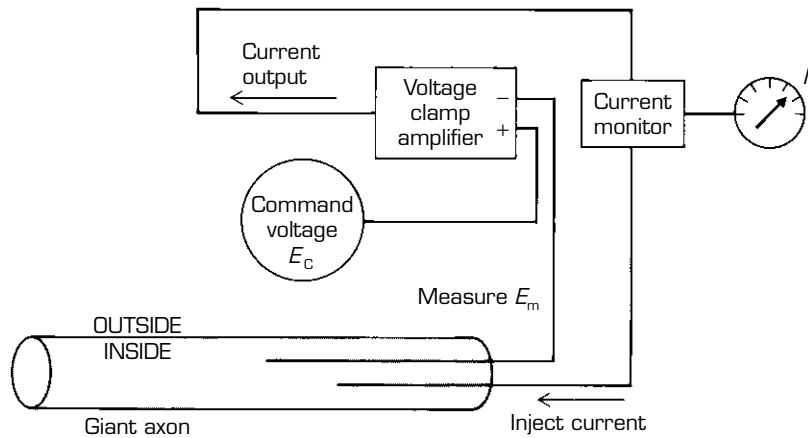 Current
output
Voltage
clamp
amplifier
−
+
Current
monitor
I
Command
voltage
E_C
Measure E_m
OUTSIDE
INSIDE
Giant axon
Inject current